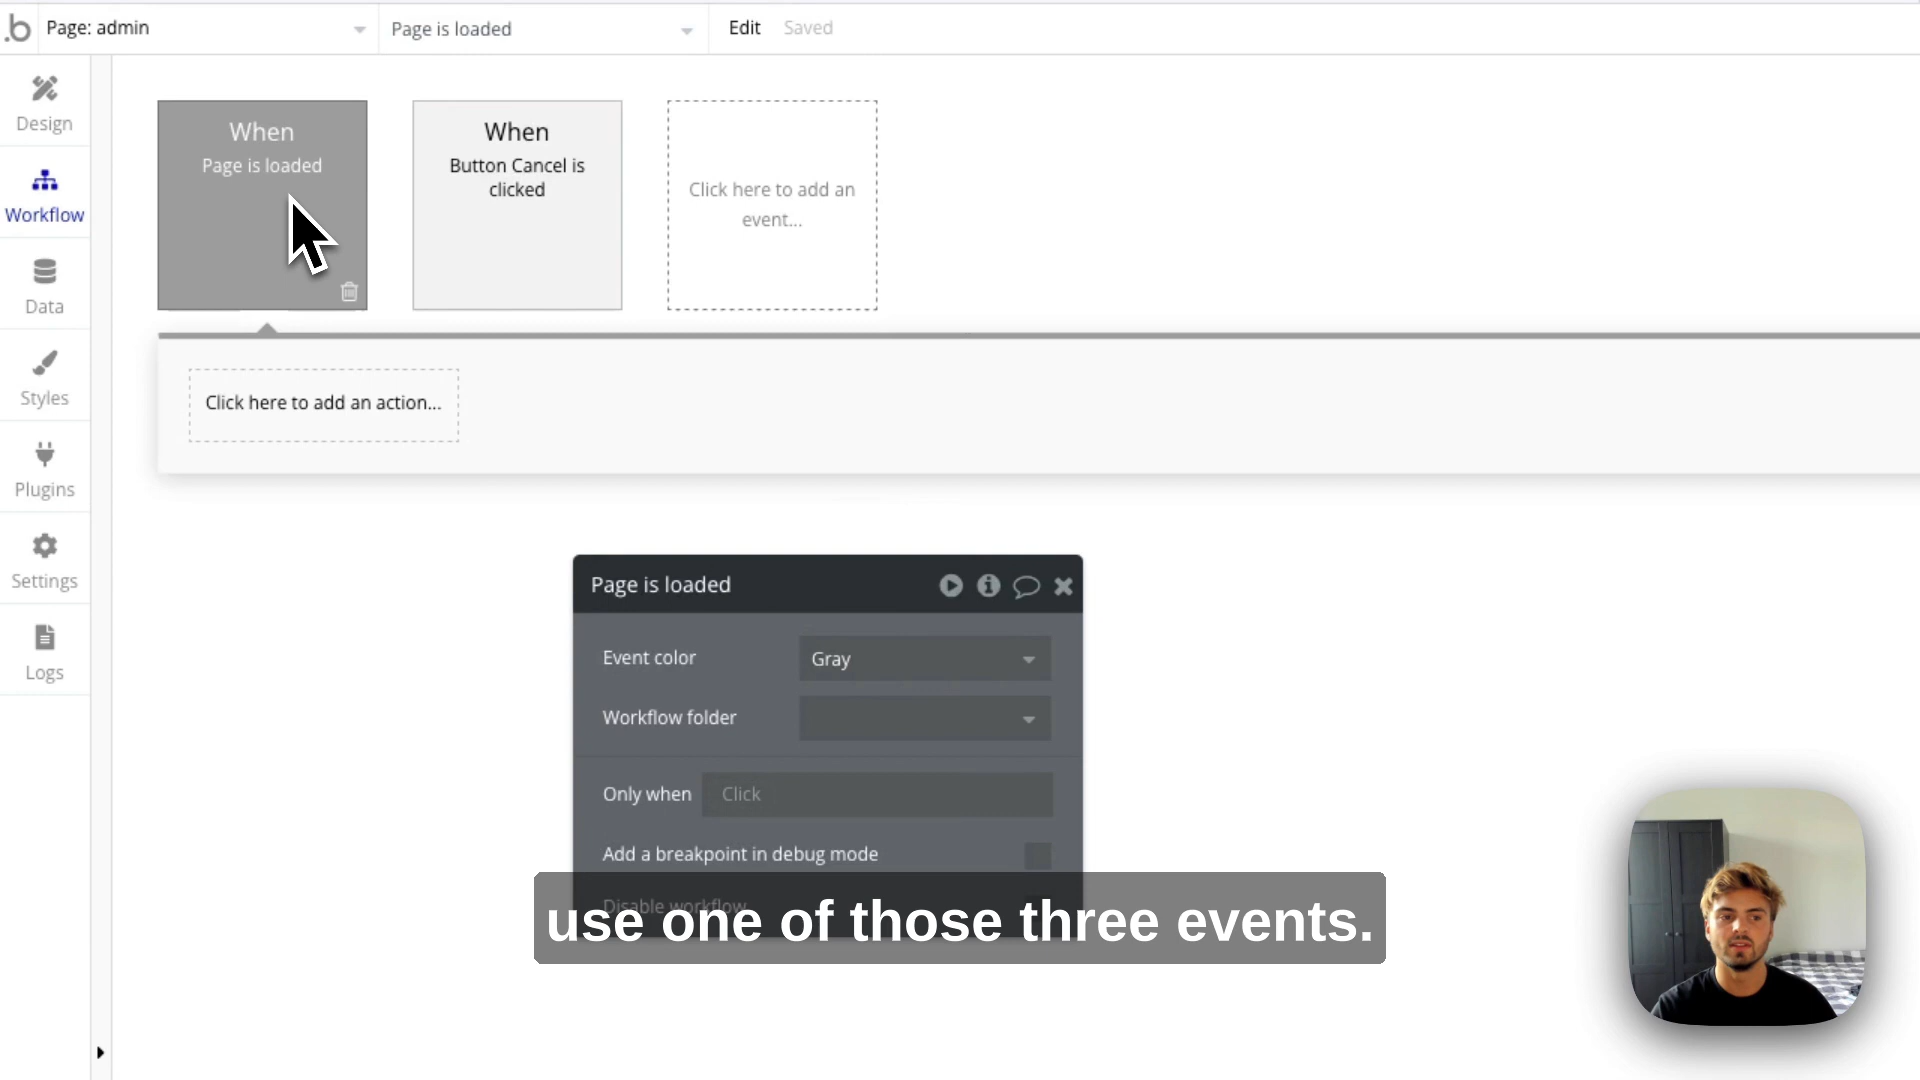 .b
Page: admin
Page is loaded
Edit
Saved
Design
Workflow
Data
Styles
Plugins
Settings
Logs
When
Page is loaded
When
Button Cancel is
clicked
Click here to add an
event...
Click here to add an action...
Page is loaded
Event color
Gray
Workflow folder
Only when
Click
Add a breakpoint in debug mode
Disable workflow
use one of those three events.